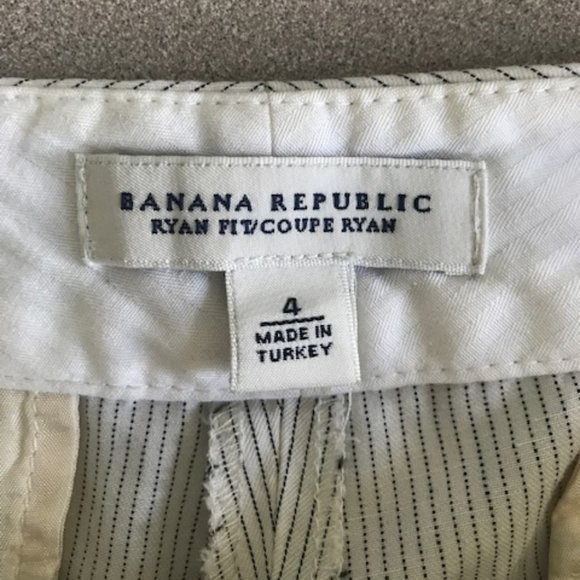 BANANA REPUBLIC
RYAN FIT/COUPE RYAN
4
MADE IN
TURKEY